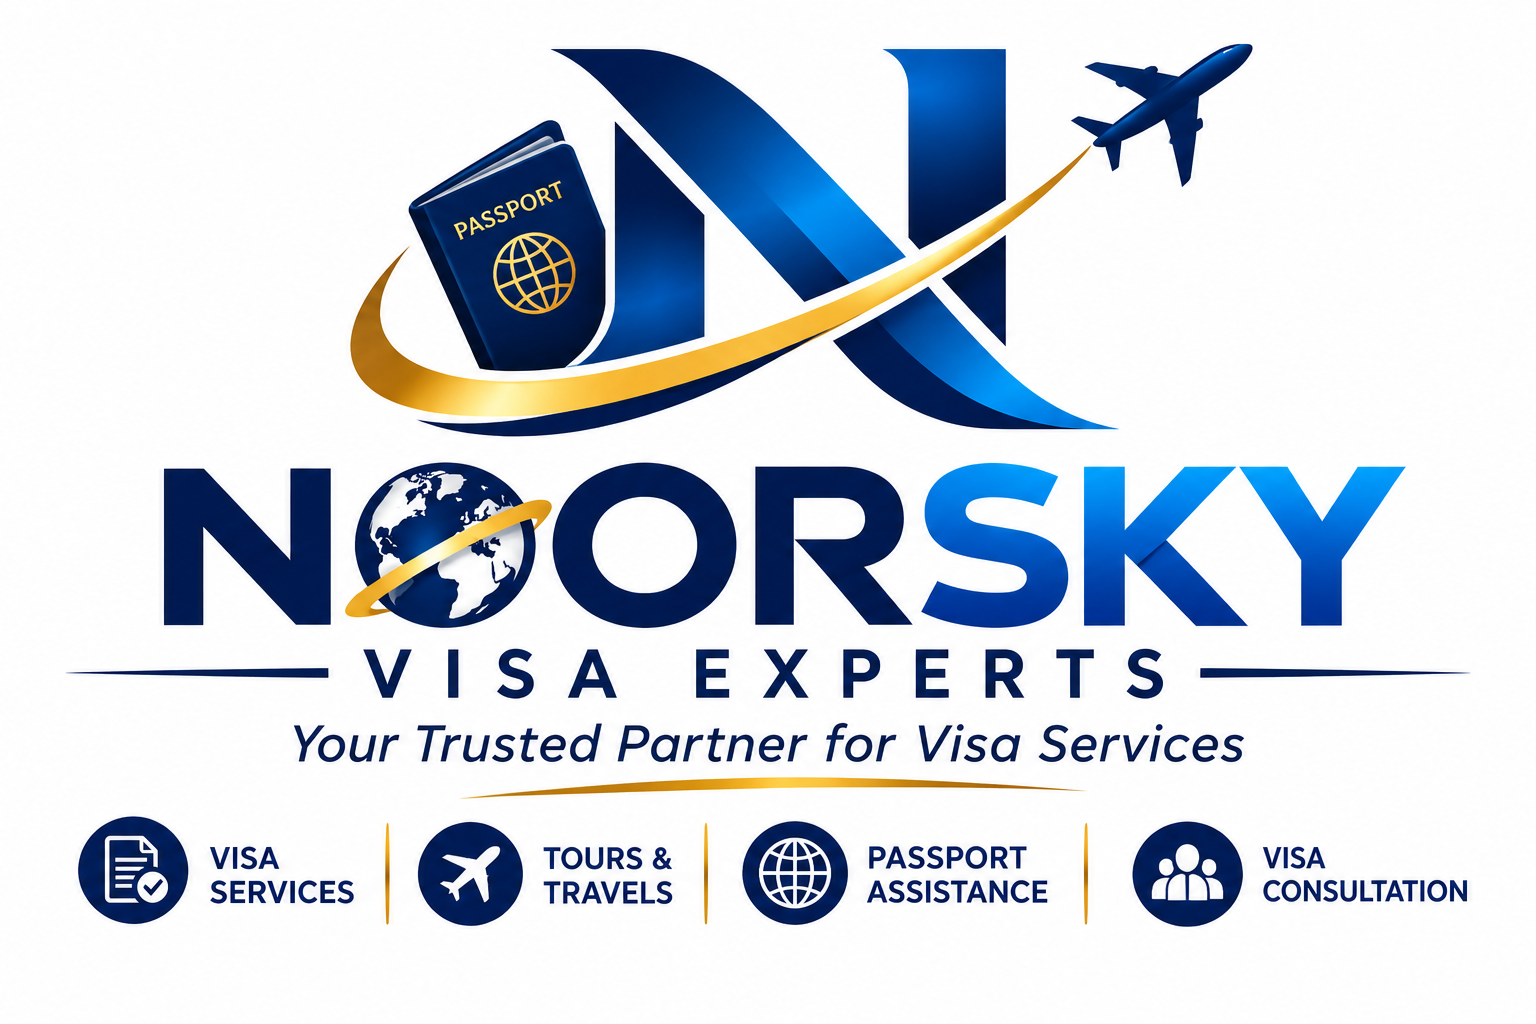 PASSPORT
NOORSKY
VISA EXPERTS
Your Trusted Partner for Visa Services
VISA
SERVICES
TOURS &
TRAVELS
PASSPORT
ASSISTANCE
VISA
CONSULTATION